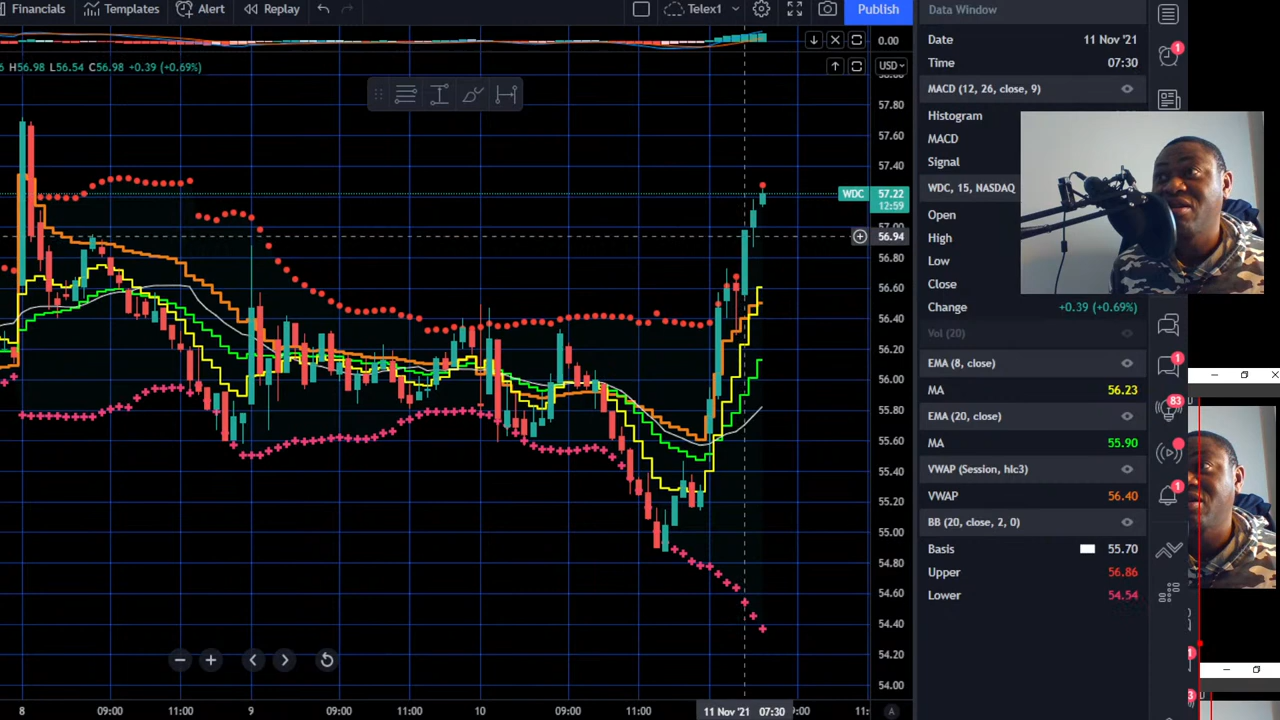 Financials Templates Alert Replay Telex1 Publish Data Window
0.00
H56.98 L56.54 C56.98 +0.39 (+0.69%)
USD
57.80
57.60
57.40
WDC 57.22
12:59
57.00
56.94
56.80
56.60
56.40
56.20
56.00
55.80
55.60
55.40
55.20
55.00
54.80
54.60
54.40
54.20
54.00
8 09:00 11:00 9 09:00 11:00 10 09:00 11:00 11 Nov '21 07:30 11:
A
Date 11 Nov '21
Time 07:30
MACD (12, 26, close, 9)
Histogram
MACD
Signal
WDC, 15, NASDAQ
Open
High
Low
Close
Change +0.39 (+0.69%)
Vol (20)
EMA (8, close)
MA 56.23
EMA (20, close)
MA 55.90
VWAP (Session, hlc3)
VWAP 56.40
BB (20, close, 2, 0)
Basis 55.70
Upper 56.86
Lower 54.54
1
1
83
1